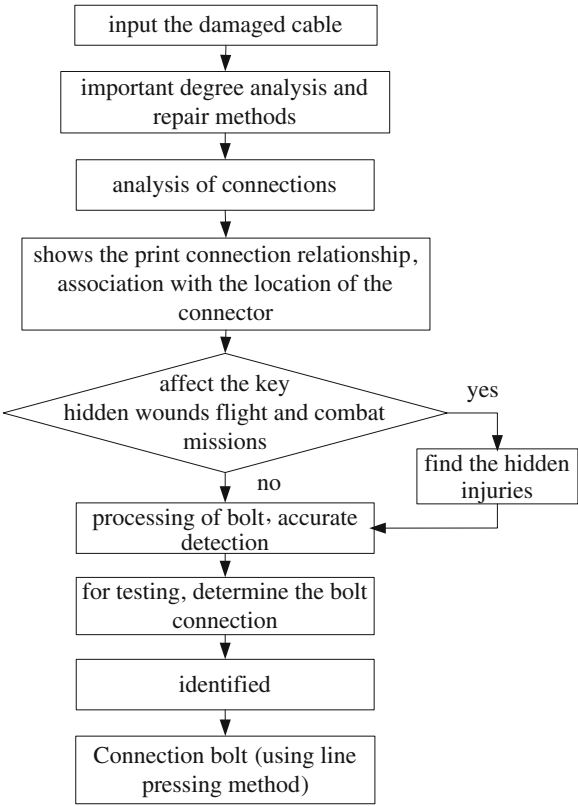 input the damaged cable
important degree analysis and
repair methods
analysis of connections
shows the print connection relationship,
association with the location of the
connector
affect the key
hidden wounds flight and combat
missions
yes
find the hidden
injuries
no
processing of bolt, accurate
detection
for testing, determine the bolt
connection
identified
Connection bolt (using line
pressing method)